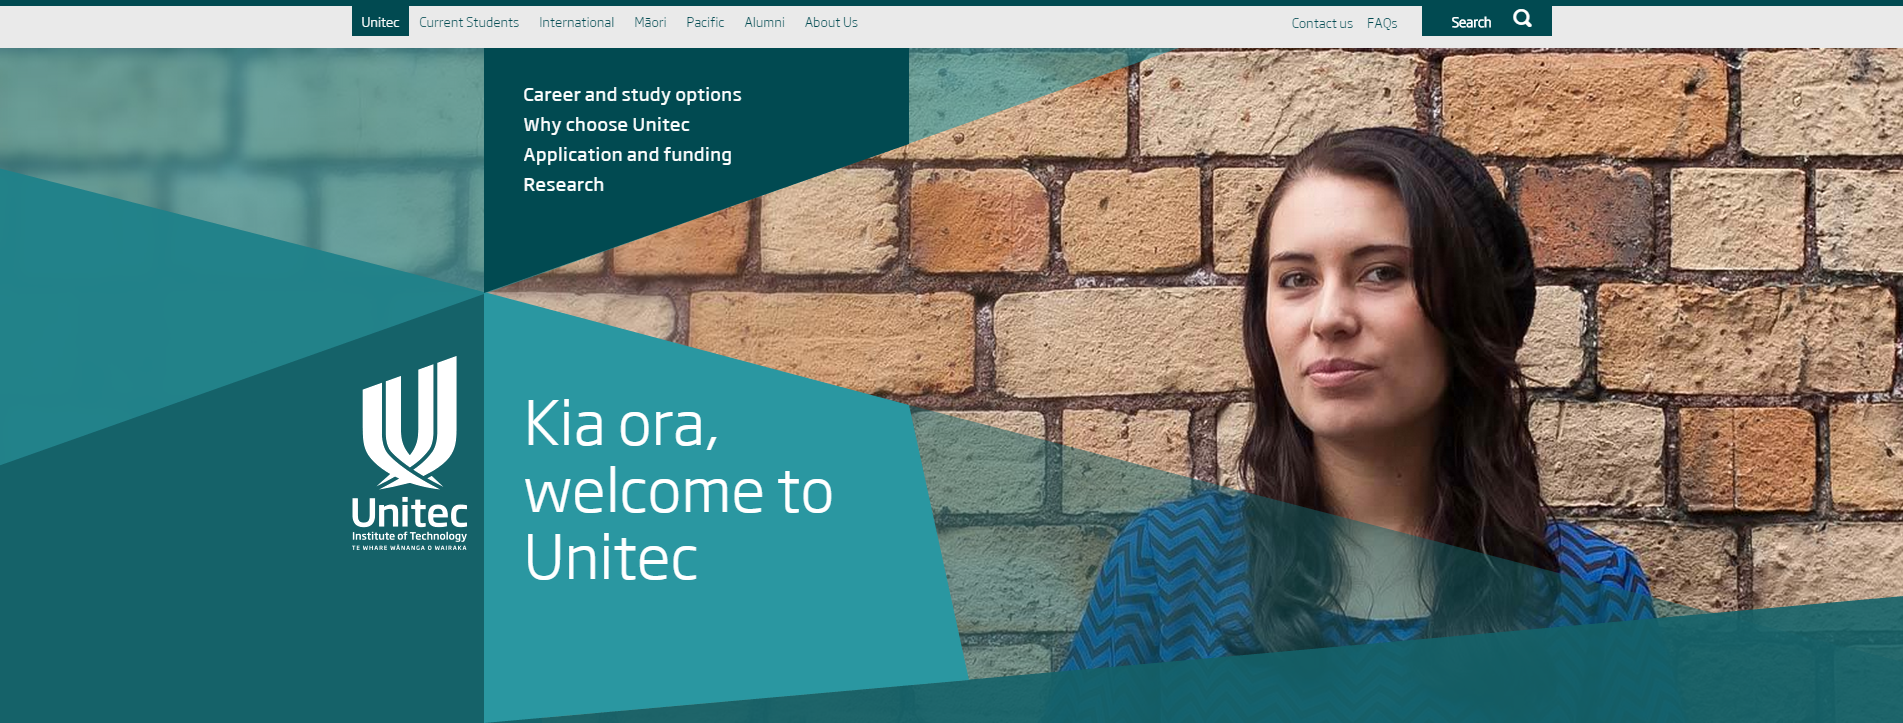 Unitec Current Students International Māori Pacific Alumni About Us Contact us FAQs Search
Career and study options
Why choose Unitec
Application and funding
Research
Kia ora,
welcome to
Unitec
Unitec
Institute of Technology
TE WHARE WĀNANGA O WAIRAKA